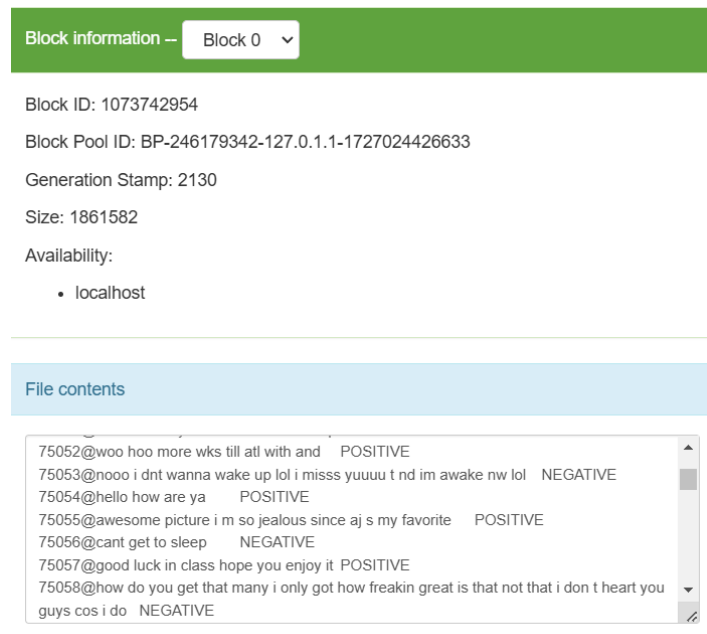 Block information -- Block 0
Block ID: 1073742954
Block Pool ID: BP-246179342-127.0.1.1-1727024426633
Generation Stamp: 2130
Size: 1861582
Availability:
localhost
File contents
75052@woo hoo more wks till atl with and POSITIVE
75053@nooo i dnt wanna wake up lol i misss yuuuu t nd im awake nw lol NEGATIVE
75054@hello how are ya POSITIVE
75055@awesome picture i m so jealous since aj s my favorite POSITIVE
75056@cant get to sleep NEGATIVE
75057@good luck in class hope you enjoy it POSITIVE
75058@how do you get that many i only got how freakin great is that not that i don t heart you
guys cos i do NEGATIVE